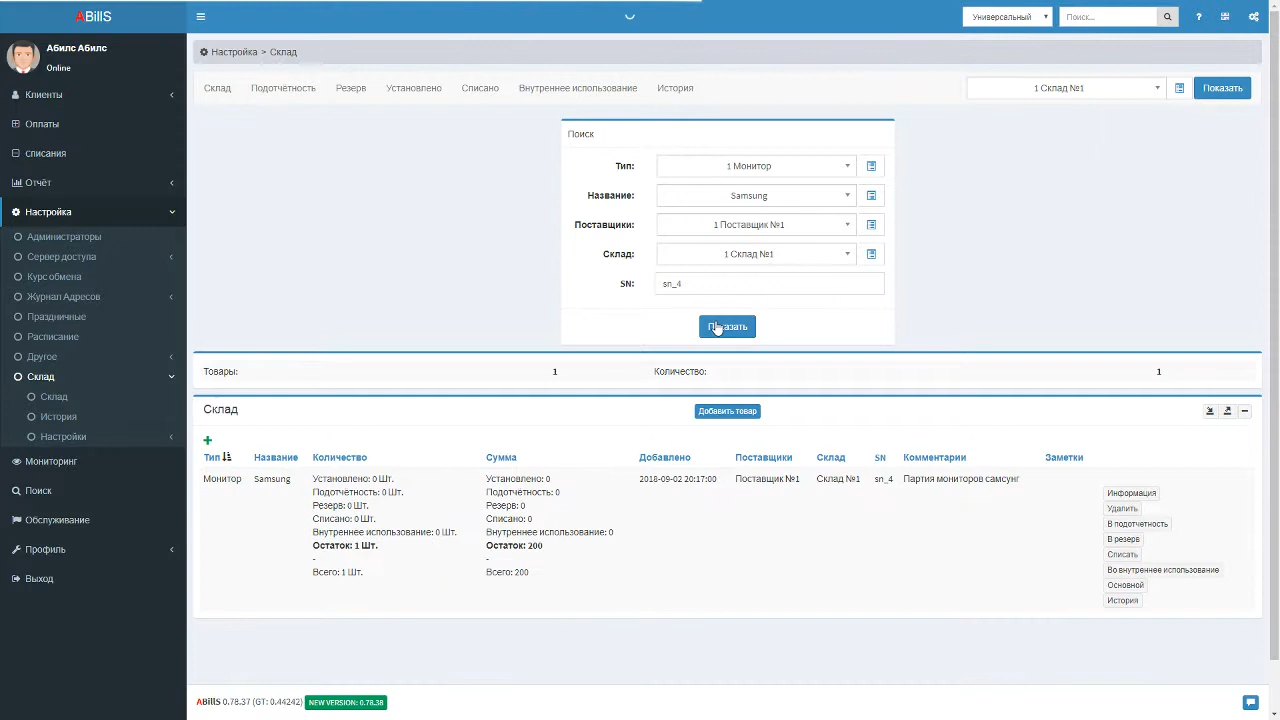 ABillS
Универсальный
Поиск...
Абилс Абилс
Online
Клиенты
Оплаты
Списания
Отчёт
Настройка
Администраторы
Сервер доступа
Курс обмена
Журнал Адресов
Праздничные
Расписание
Другое
Склад
Склад
История
Настройки
Мониторинг
Поиск
Обслуживание
Профиль
Выход
Настройка > Склад
Склад Подотчётность Резерв Установлено Списано Внутреннее использование История 1 Склад №1 Показать
Поиск
Тип: 1 Монитор
Название: Samsung
Поставщики: 1 Поставщик №1
Склад: 1 Склад №1
SN: sn_4
Показать
Товары: 1 Количество: 1
Склад Добавить товар
Тип Название Количество Сумма Добавлено Поставщики Склад SN Комментарии Заметки
Монитор Samsung Установлено: 0 Шт. Установлено: 0 2018-09-02 20:17:00 Поставщик №1 Склад №1 sn_4 Партия мониторов самсунг
Подотчётность: 0 Шт. Подотчётность: 0
Резерв: 0 Шт. Резерв: 0
Списано: 0 Шт. Списано: 0
Внутреннее использование: 0 Шт. Внутреннее использование: 0
Остаток: 1 Шт. Остаток: 200
- -
Всего: 1 Шт. Всего: 200
Информация
Удалить
В подотчетность
В резерв
Списать
Во внутреннее использование
Основной
История
ABillS 0.78.37 (GT: 0.44242) NEW VERSION: 0.78.38